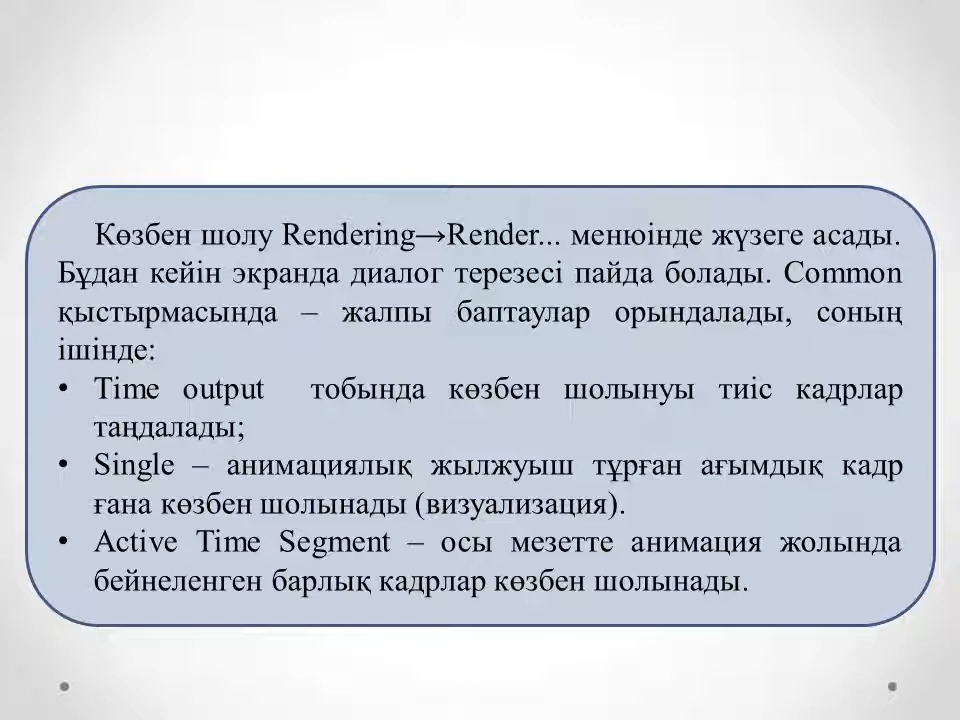 Көзбен шолу Rendering→Render... менюінде жүзеге асады.
Бұдан кейін экранда диалог терезесі пайда болады. Common
қыстырмасында – жалпы баптаулар орындалады, соның
ішінде:
• Time output тобында көзбен шолынуы тиіс кадрлар
таңдалады;
• Single – анимациялық жылжуыш тұрған ағымдық кадр
ғана көзбен шолынады (визуализация).
• Active Time Segment – осы мезетте анимация жолында
бейнеленген барлық кадрлар көзбен шолынады.